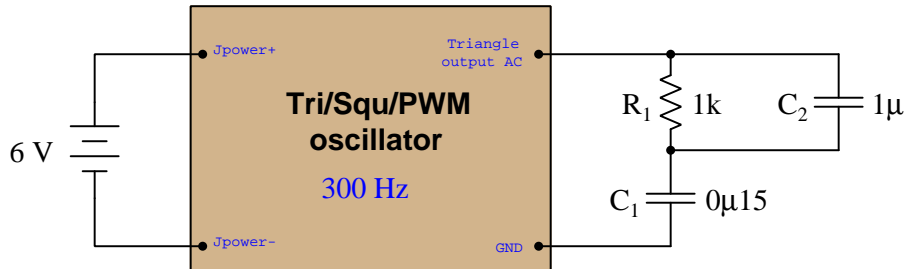 Jpower+
Triangle
output AC
Tri/Squ/PWM
oscillator
300 Hz
6 V
R1
1k
C2
1μ
C1
0μ15
Jpower-
GND